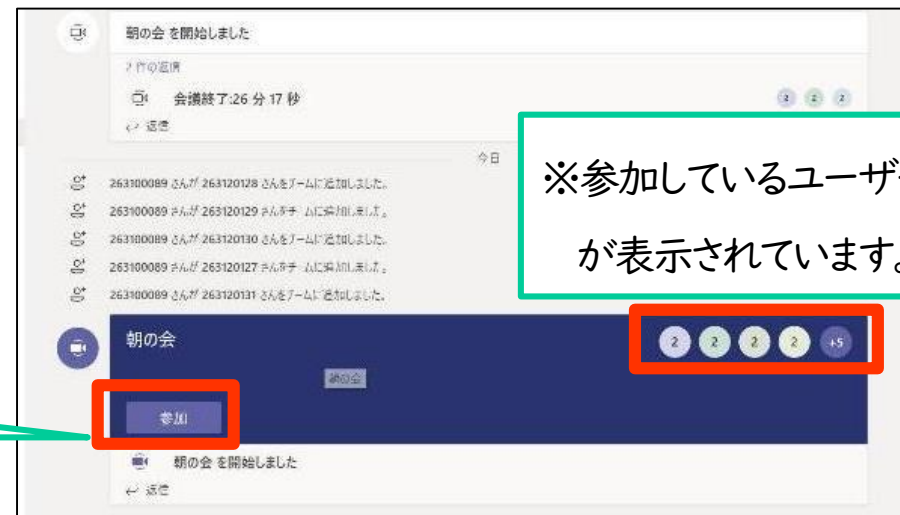 朝の会 を開始しました
2 件の返信
会議終了:26 分 17 秒
2 2 2
返信
今日
263100089 さんが 263120128 さんをチームに追加しました。
263100089 さんが 263120129 さんをチームに追加しました。
263100089 さんが 263120130 さんをチームに追加しました。
263100089 さんが 263120127 さんをチームに追加しました。
263100089 さんが 263120131 さんをチームに追加しました。
※参加しているユーザ
が表示されています。
朝の会
2 2 2 2 +5
朝の会
参加
朝の会 を開始しました
返信